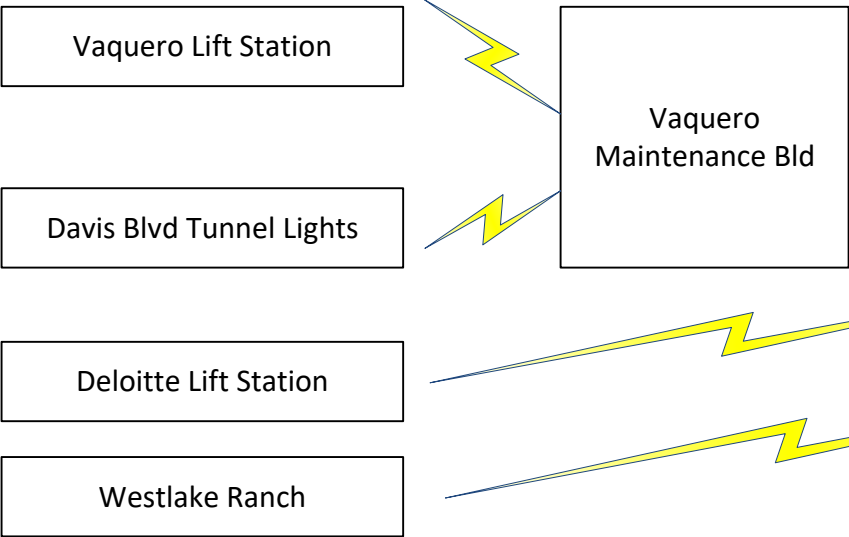 Vaquero Lift Station
Vaquero
Maintenance Bld
Davis Blvd Tunnel Lights
Deloitte Lift Station
Westlake Ranch